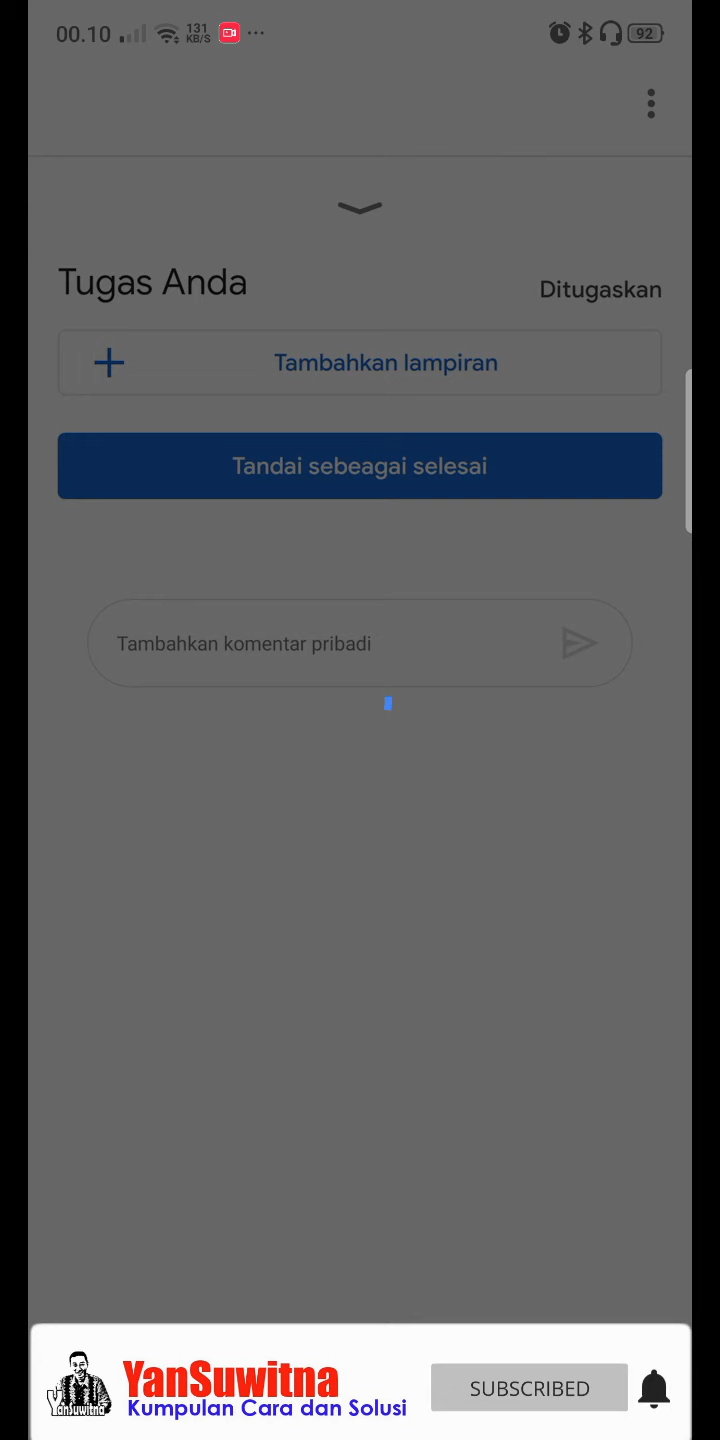 00.10
131
KB/S
92
Tugas Anda
Ditugaskan
Tambahkan lampiran
Tandai sebeagai selesai
Tambahkan komentar pribadi
YanSuwitna
YanSuwitna
Kumpulan Cara dan Solusi
SUBSCRIBED